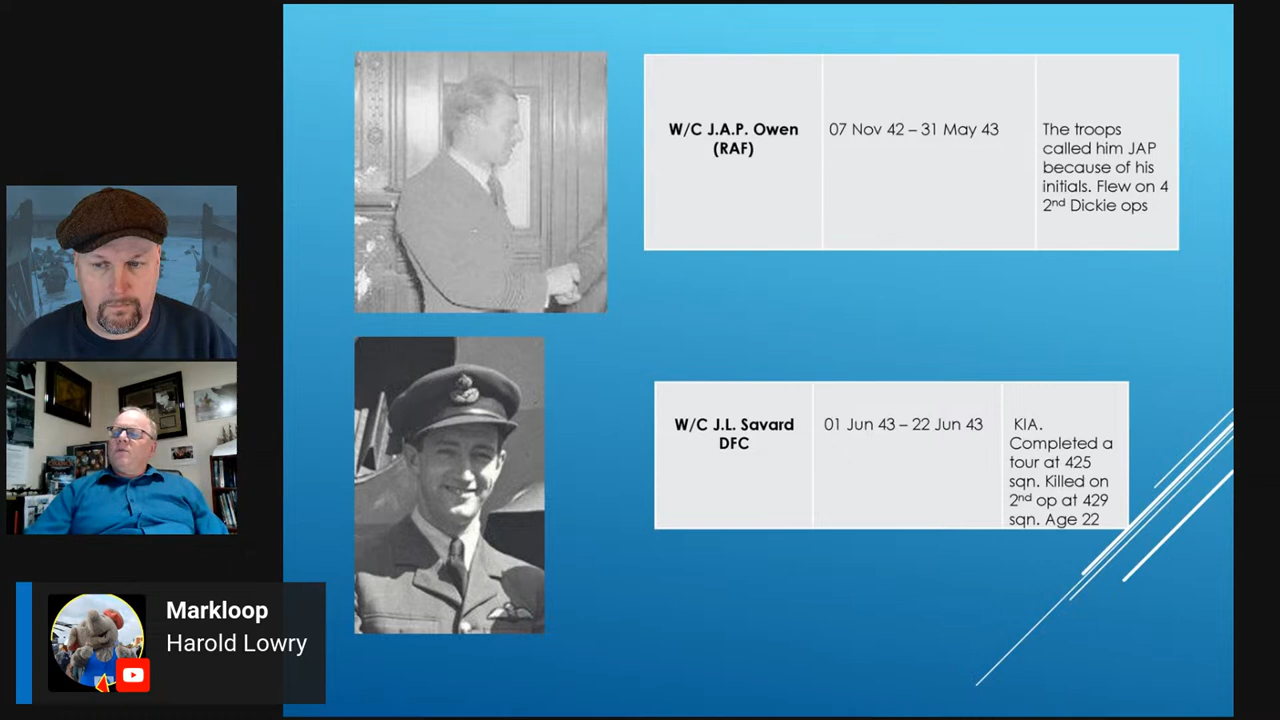 W/C J.A.P. Owen
(RAF)
07 Nov 42 – 31 May 43
The troops
called him JAP
because of his
initials. Flew on 4
2nd Dickie ops
W/C J.L. Savard
DFC
01 Jun 43 – 22 Jun 43
KIA.
Completed a
tour at 425
sqn. Killed on
2nd op at 429
sqn. Age 22
Markloop
Harold Lowry